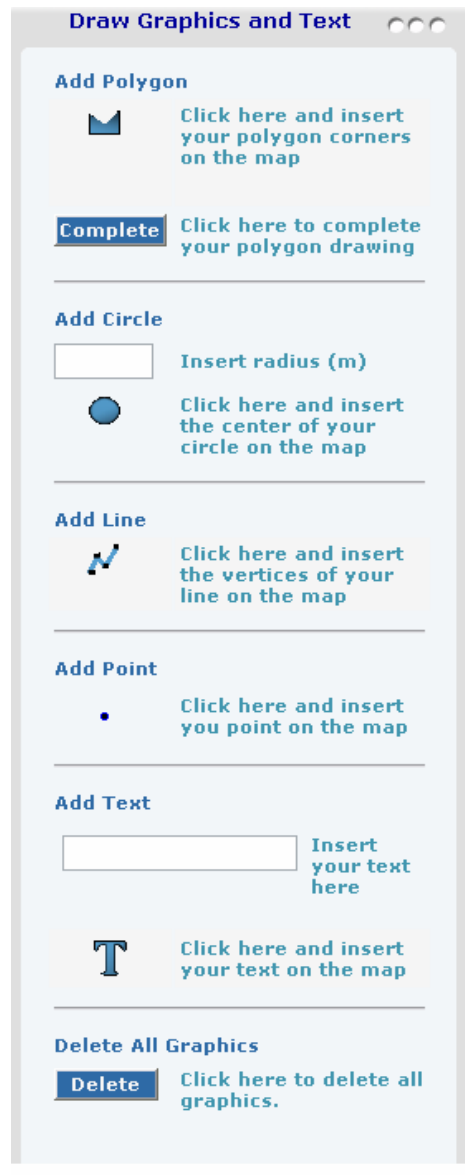 Draw Graphics and Text
Add Polygon
Click here and insert
your polygon corners
on the map
Complete
Click here to complete
your polygon drawing
Add Circle
Insert radius (m)
Click here and insert
the center of your
circle on the map
Add Line
Click here and insert
the vertices of your
line on the map
Add Point
Click here and insert
you point on the map
Add Text
Insert
your text
here
T
Click here and insert
your text on the map
Delete All Graphics
Delete
Click here to delete all
graphics.